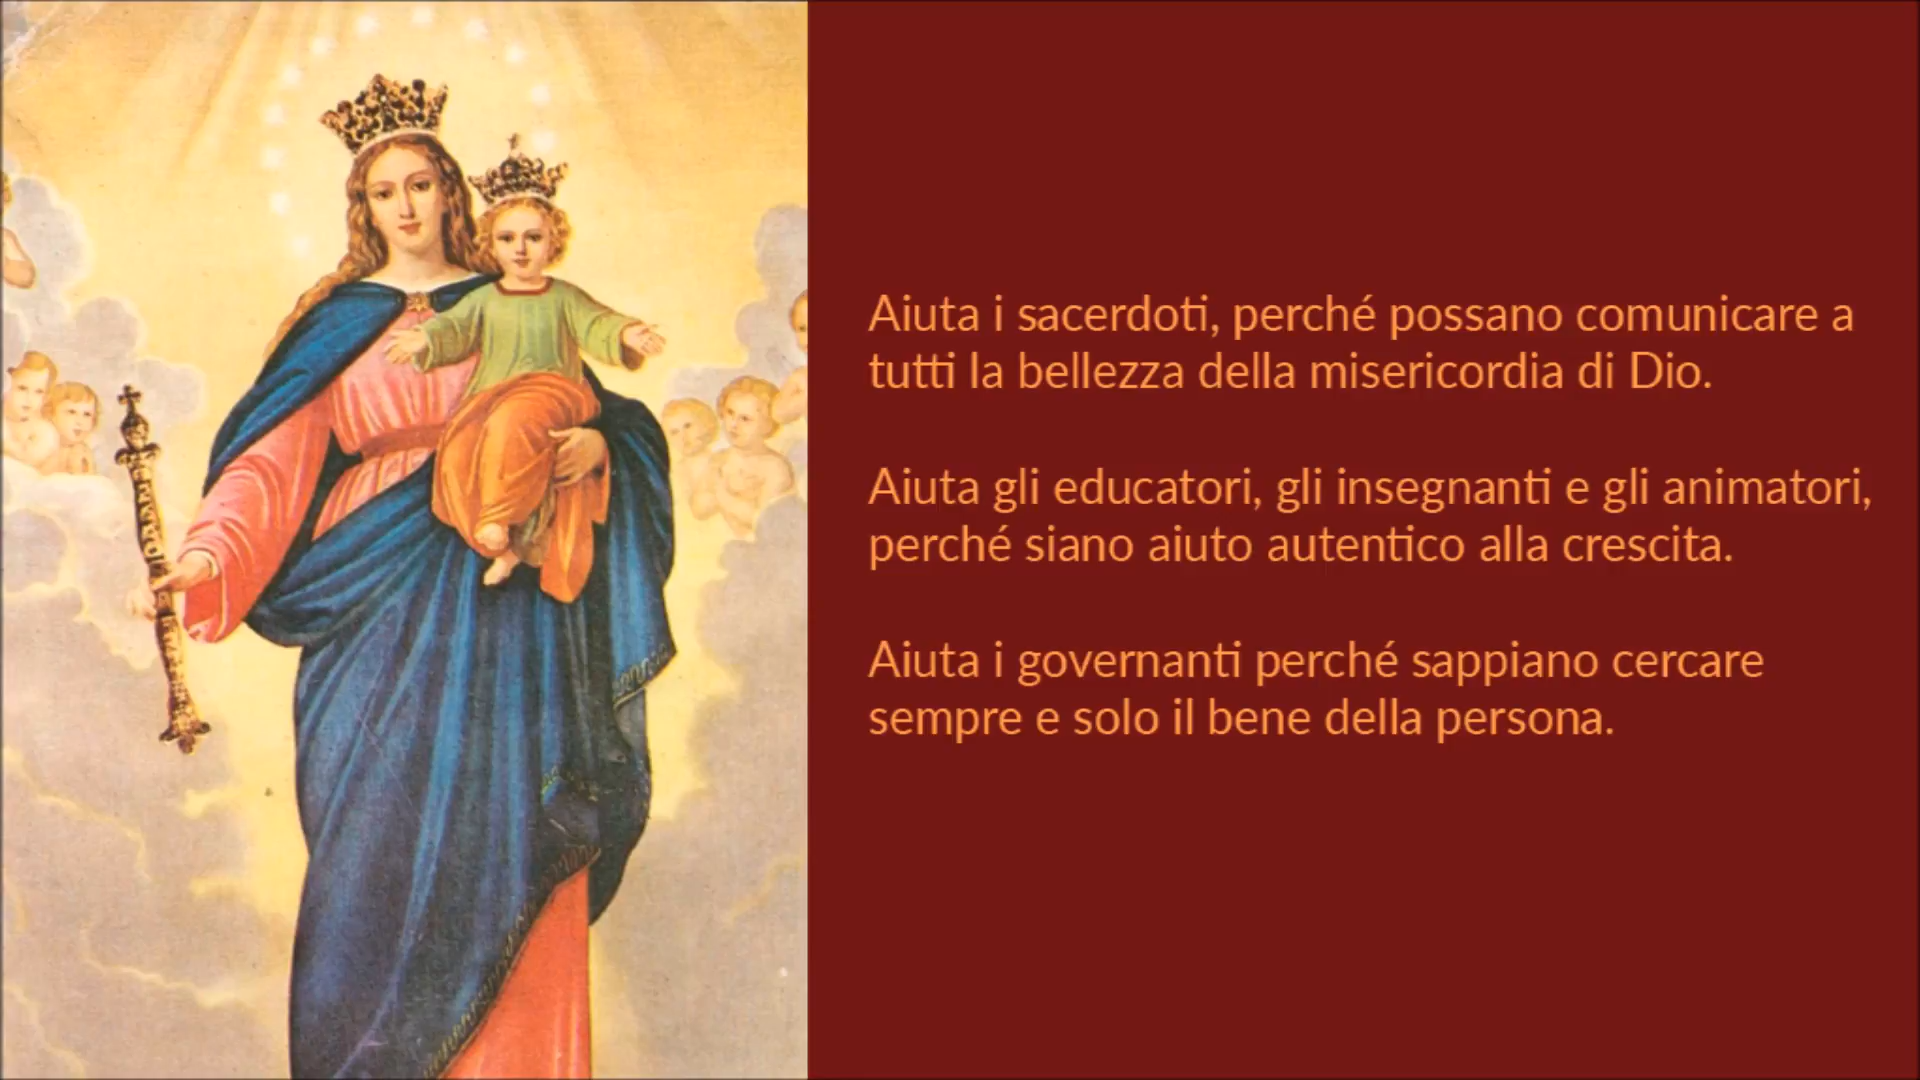 Aiuta i sacerdoti, perché possano comunicare a
tutti la bellezza della misericordia di Dio.
Aiuta gli educatori, gli insegnanti e gli animatori,
perché siano aiuto autentico alla crescita.
Aiuta i governanti perché sappiano cercare
sempre e solo il bene della persona.